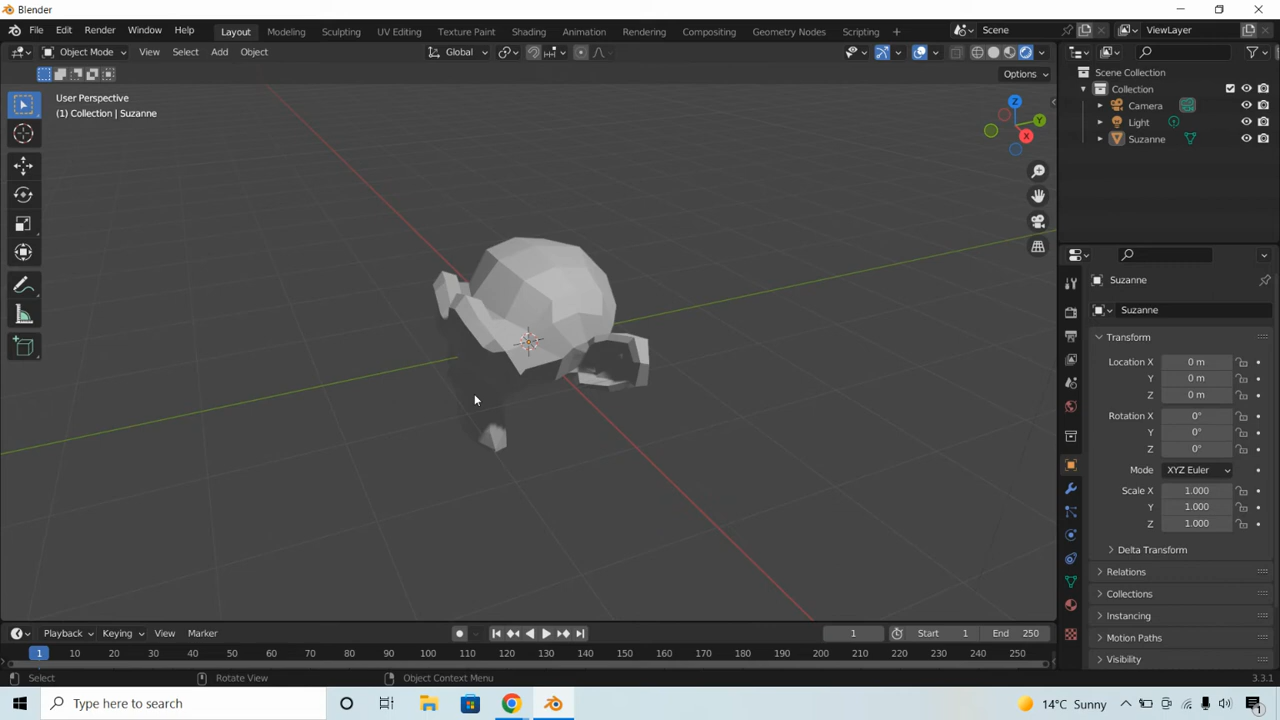 Blender
File Edit Render Window Help Layout Modeling Sculpting UV Editing Texture Paint Shading Animation Rendering Compositing Geometry Nodes Scripting + Scene ViewLayer
Object Mode View Select Add Object Global
Options
User Perspective
(1) Collection | Suzanne
Z
Y
X
Scene Collection
Collection
Camera
Light
Suzanne
Suzanne
Suzanne
Transform
Location X 0 m
Y 0 m
Z 0 m
Rotation X 0°
Y 0°
Z 0°
Mode XYZ Euler
Scale X 1.000
Y 1.000
Z 1.000
Delta Transform
Relations
Collections
Instancing
Motion Paths
Visibility
Playback Keying View Marker 1 Start 1 End 250
1 10 20 30 40 50 60 70 80 90 100 110 120 130 140 150 160 170 180 190 200 210 220 230 240 250
Select Rotate View Object Context Menu 3.3.1
Type here to search 14°C Sunny 1